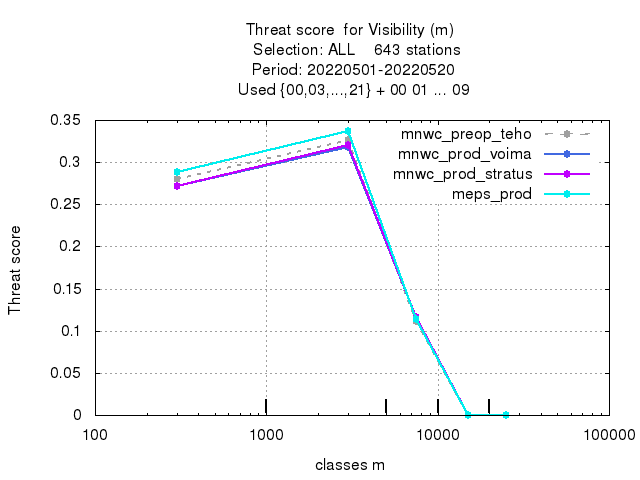 Threat score  for Visibility (m)
Selection: ALL    643 stations
Period: 20220501-20220520
Used {00,03,...,21} + 00 01 ... 09
mnwc_preop_teho
mnwc_prod_voima
mnwc_prod_stratus
meps_prod
Threat score
0.35
0.3
0.25
0.2
0.15
0.1
0.05
0
100 1000 10000 100000
classes m